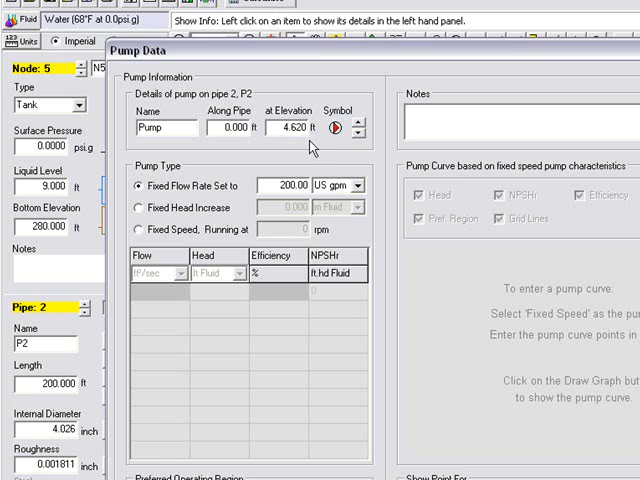 Fluid Water (68°F at 0.0psi.g) Show Info: Left click on an item to show its details in the left hand panel.
Units Imperial
Pump Data
Node: 5 N5
Type
Tank
Surface Pressure
0.0000 psi.g
Liquid Level
9.000 ft
Bottom Elevation
280.000 ft
Notes
Pipe: 2
Name
P2
Length
200.000 ft
Internal Diameter
4.026 inch
Roughness
0.001811 inch
Pump Information
Details of pump on pipe 2, P2
Name Along Pipe at Elevation Symbol
Pump 0.000 ft 4.620 ft
Pump Type
Fixed Flow Rate Set to 200.00 US gpm
Fixed Head Increase 0.000 m Fluid
Fixed Speed, Running at 0 rpm
Flow Head Efficiency NPSHr
ft³/sec ft Fluid % ft.hd Fluid
0
Preferred Operating Region
Notes
Pump Curve based on fixed speed pump characteristics
Head NPSHr Efficiency
Pref. Region Grid Lines
To enter a pump curve:
Select 'Fixed Speed' as the pu
Enter the pump curve points in
Click on the Draw Graph but
to show the pump curve.
Show Point For